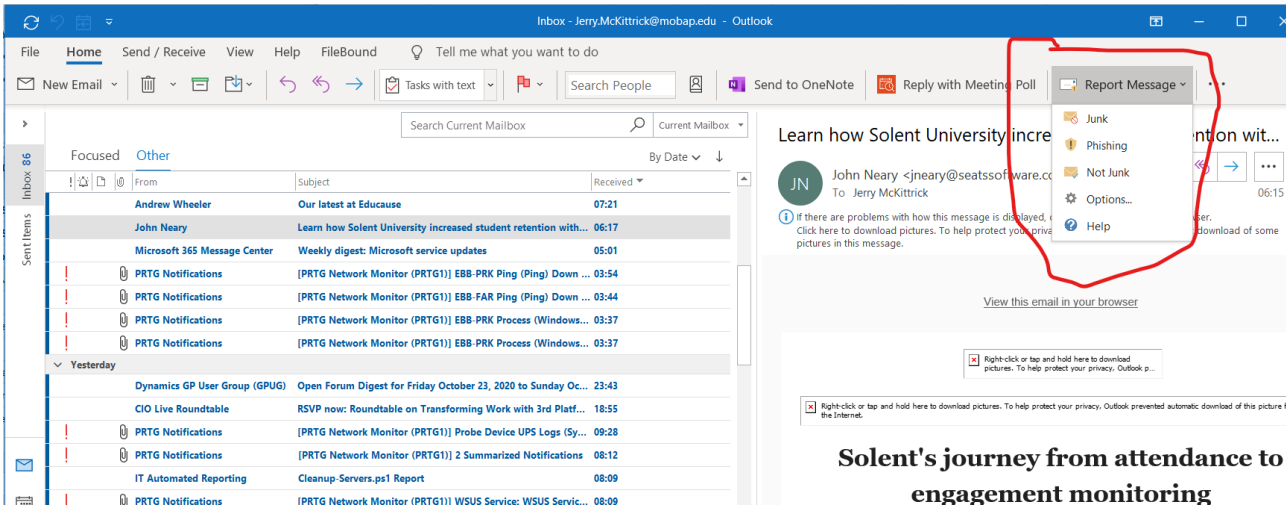 Inbox - Jerry.McKittrick@mobap.edu - Outlook
File Home Send / Receive View Help FileBound Tell me what you want to do
New Email Tasks with text Search People Send to OneNote Reply with Meeting Poll Report Message
Junk
Phishing
Not Junk
Options...
Help
Search Current Mailbox Current Mailbox
Focused Other By Date
Inbox 86
Sent Items
! From Subject Received
Andrew Wheeler Our latest at Educause 07:21
John Neary Learn how Solent University increased student retention with... 06:17
Microsoft 365 Message Center Weekly digest: Microsoft service updates 05:01
PRTG Notifications [PRTG Network Monitor (PRTG1)] EBB-PRK Ping (Ping) Down ... 03:54
PRTG Notifications [PRTG Network Monitor (PRTG1)] EBB-FAR Ping (Ping) Down ... 03:44
PRTG Notifications [PRTG Network Monitor (PRTG1)] EBB-PRK Process (Windows... 03:37
PRTG Notifications [PRTG Network Monitor (PRTG1)] EBB-PRK Process (Windows... 03:37
Yesterday
Dynamics GP User Group (GPUG) Open Forum Digest for Friday October 23, 2020 to Sunday Oc... 23:43
CIO Live Roundtable RSVP now: Roundtable on Transforming Work with 3rd Platf... 18:55
PRTG Notifications [PRTG Network Monitor (PRTG1)] Probe Device UPS Logs (Sy... 09:28
PRTG Notifications [PRTG Network Monitor (PRTG1)] 2 Summarized Notifications 08:12
IT Automated Reporting Cleanup-Servers.ps1 Report 08:09
PRTG Notifications [PRTG Network Monitor (PRTG1)] WSUS Service: WSUS Servic... 08:09
Learn how Solent University incre ention wit...
JN
John Neary <jneary@seatssoftware.co
To Jerry McKittrick
06:15
If there are problems with how this message is displayed, ser.
Click here to download pictures. To help protect your priva download of some
pictures in this message.
View this email in your browser
Right-click or tap and hold here to download
pictures. To help protect your privacy, Outlook p...
Right-click or tap and hold here to download pictures. To help protect your privacy, Outlook prevented automatic download of this picture
the Internet.
Solent's journey from attendance to
engagement monitoring